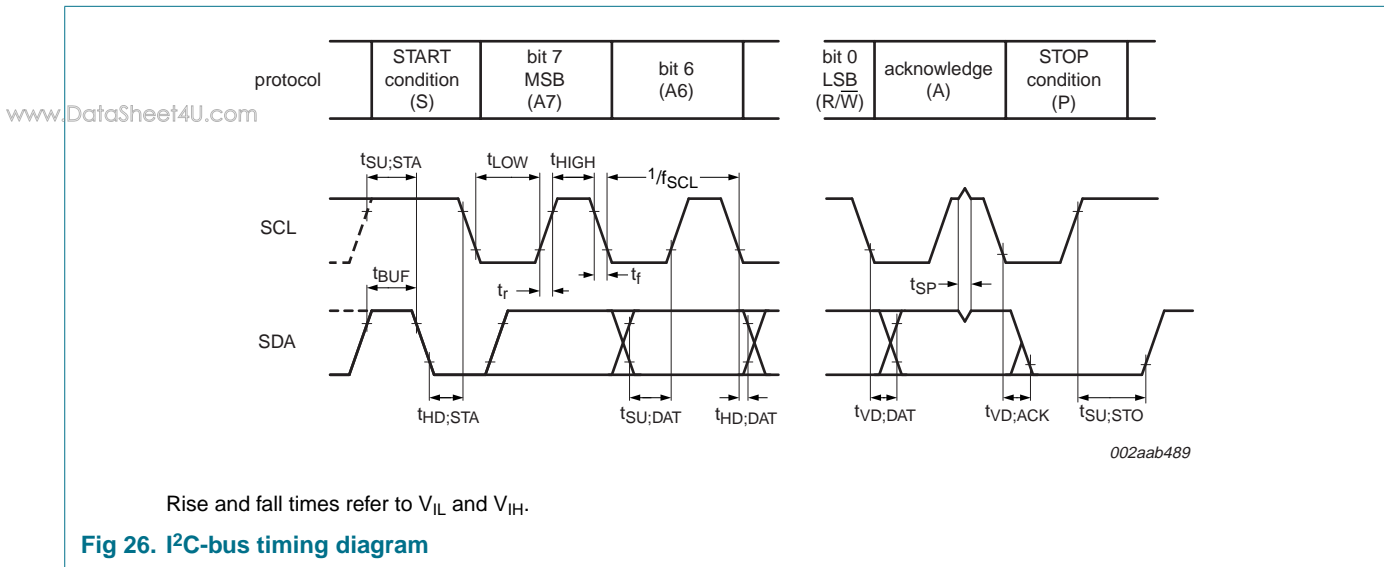 protocol
START
condition
(S)
bit 7
MSB
(A7)
bit 6
(A6)
bit 0
LSB
(R/W̅)
acknowledge
(A)
STOP
condition
(P)
www.DataSheet4U.com
tSU;STA
tLOW
tHIGH
1/fSCL
SCL
tBUF
tr
tf
tSP
SDA
tHD;STA
tSU;DAT
tHD;DAT
tVD;DAT
tVD;ACK
tSU;STO
002aab489
Rise and fall times refer to VIL and VIH.
Fig 26. I²C-bus timing diagram